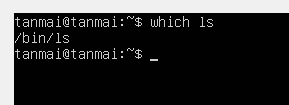 tanmai@tanmai:~$ which ls
/bin/ls
tanmai@tanmai:~$ _